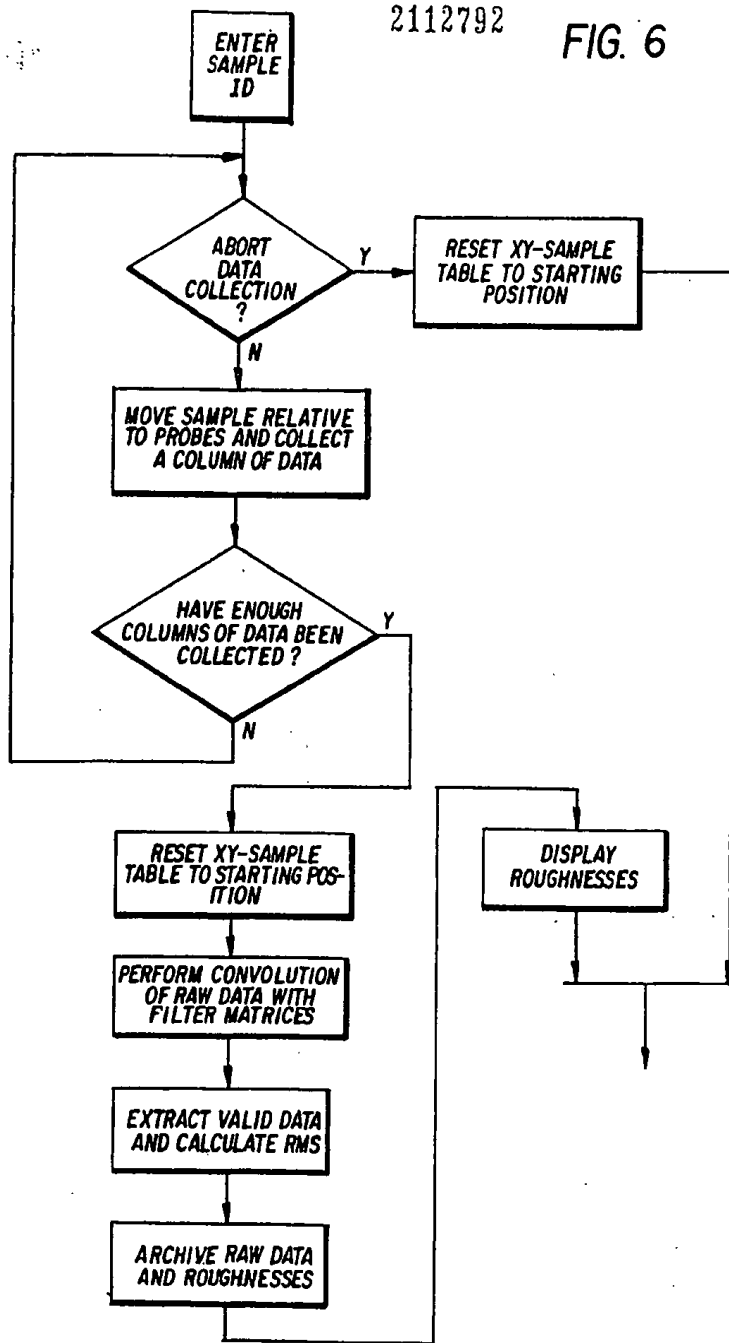 2112792
FIG. 6
ENTER
SAMPLE
ID
ABORT
DATA
COLLECTION
?
Y
RESET XY-SAMPLE
TABLE TO STARTING
POSITION
N
MOVE SAMPLE RELATIVE
TO PROBES AND COLLECT
A COLUMN OF DATA
HAVE ENOUGH
COLUMNS OF DATA BEEN
COLLECTED ?
Y
N
RESET XY-SAMPLE
TABLE TO STARTING POS-
ITION
DISPLAY
ROUGHNESSES
PERFORM CONVOLUTION
OF RAW DATA WITH
FILTER MATRICES
EXTRACT VALID DATA
AND CALCULATE RMS
ARCHIVE RAW DATA
AND ROUGHNESSES